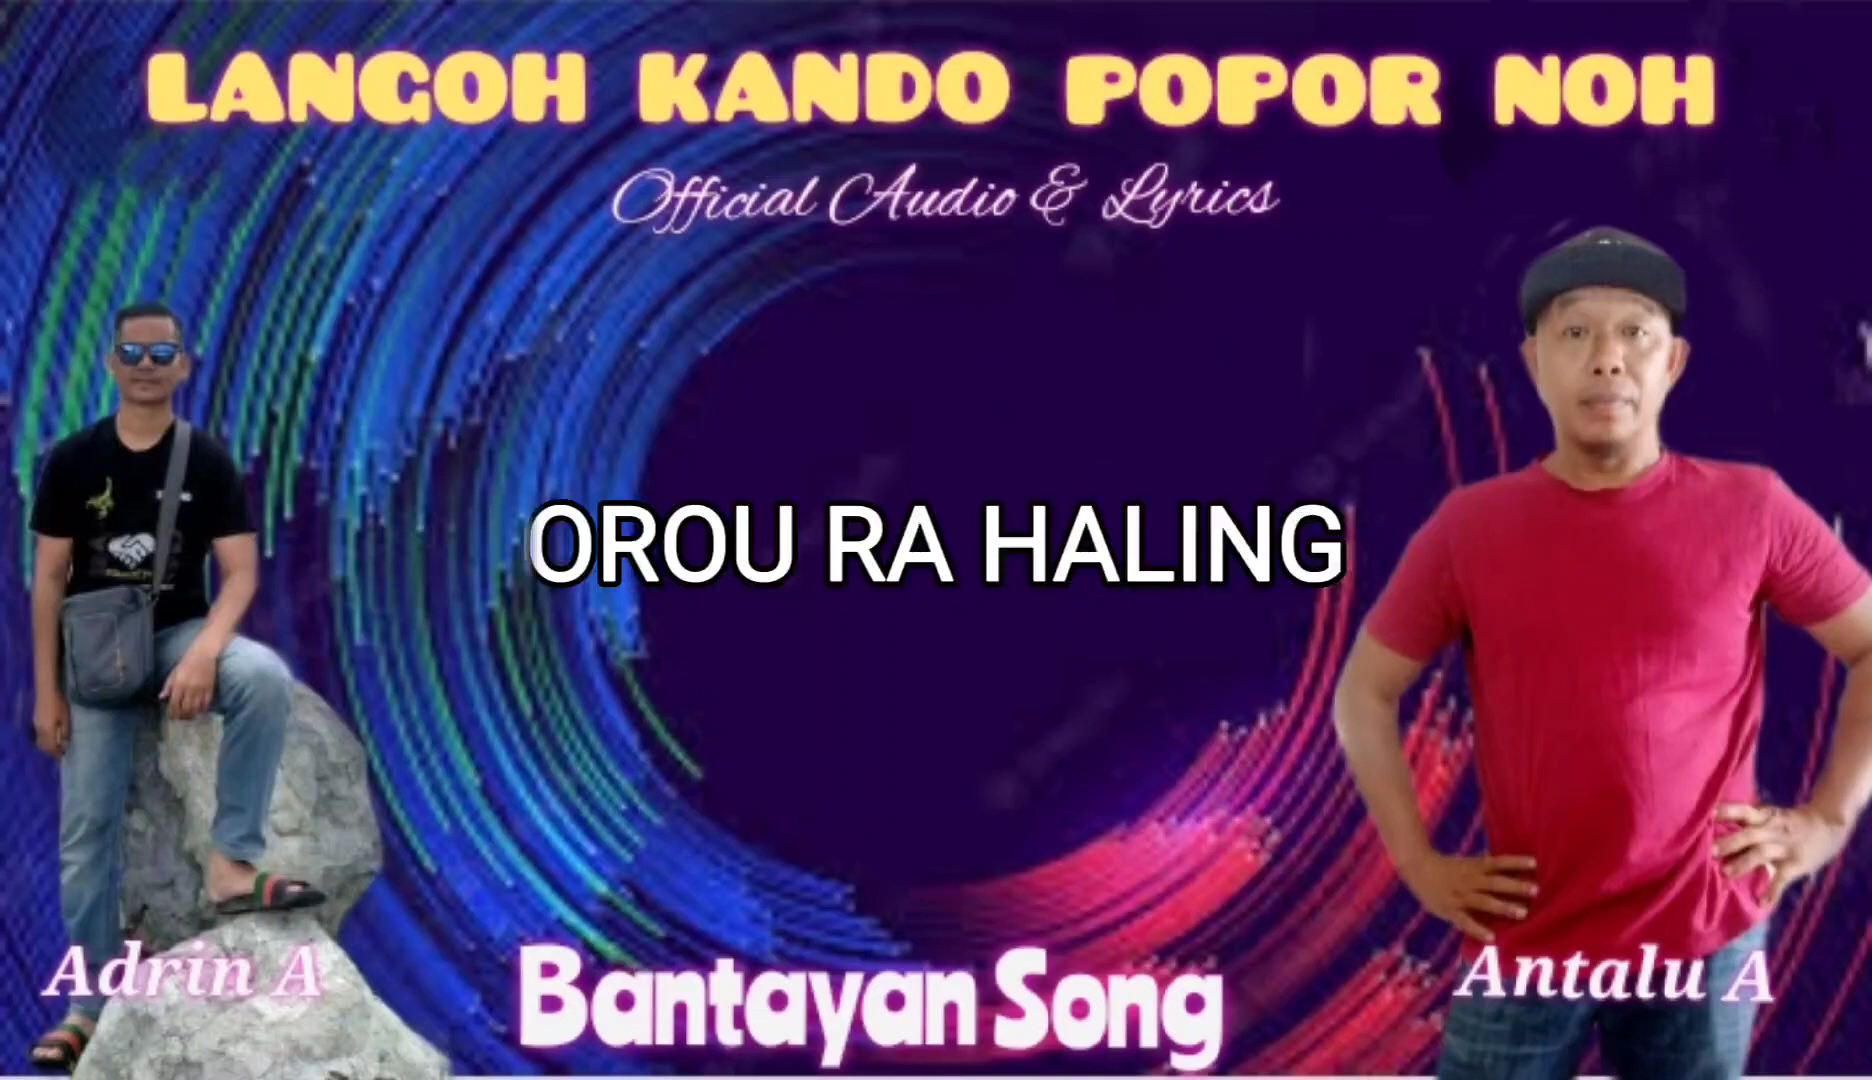 LANGOH KANDO POPOR NOH
Official Audio & Lyrics
OROU RA HALING
Adrin A
Bantayan Song
Antalu A